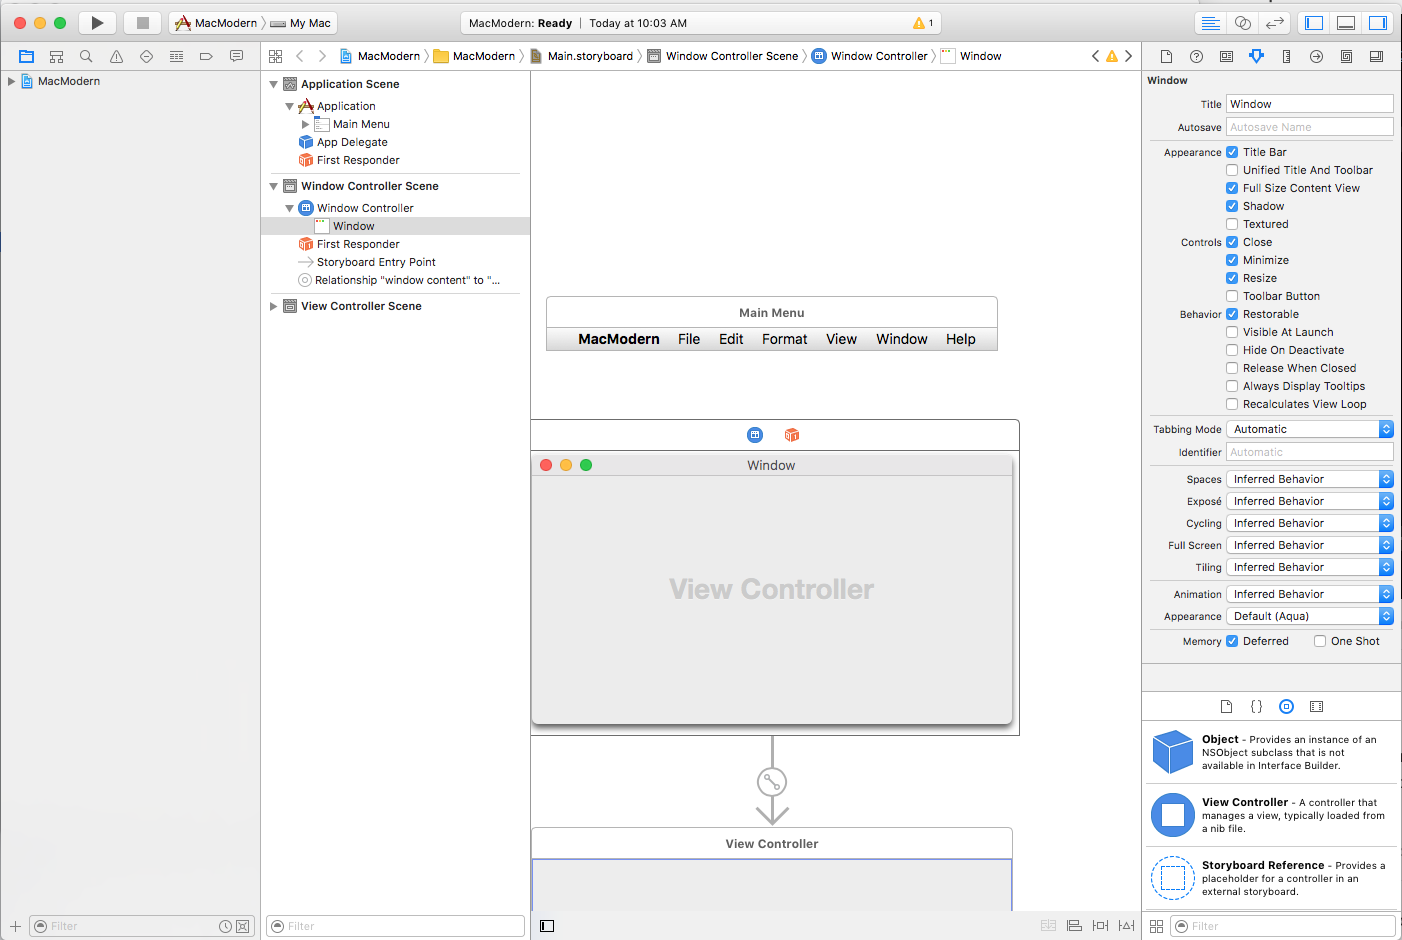 MacModern
My Mac
MacModern: Ready
Today at 10:03 AM
1
MacModern
MacModern
Main.storyboard
Window Controller Scene
Window Controller
Window
MacModern
Application Scene
Application
Main Menu
App Delegate
First Responder
Window Controller Scene
Window Controller
Window
First Responder
Storyboard Entry Point
Relationship "window content" to "...
View Controller Scene
Main Menu
MacModern File Edit Format View Window Help
Window
View Controller
View Controller
Window
Title Window
Autosave Autosave Name
Appearance Title Bar
Unified Title And Toolbar
Full Size Content View
Shadow
Textured
Controls Close
Minimize
Resize
Toolbar Button
Behavior Restorable
Visible At Launch
Hide On Deactivate
Release When Closed
Always Display Tooltips
Recalculates View Loop
Tabbing Mode Automatic
Identifier Automatic
Spaces Inferred Behavior
Exposé Inferred Behavior
Cycling Inferred Behavior
Full Screen Inferred Behavior
Tiling Inferred Behavior
Animation Inferred Behavior
Appearance Default (Aqua)
Memory Deferred One Shot
Object - Provides an instance of an
NSObject subclass that is not
available in Interface Builder.
View Controller - A controller that
manages a view, typically loaded from
a nib file.
Storyboard Reference - Provides a
placeholder for a controller in an
external storyboard.
Filter
Filter
Filter